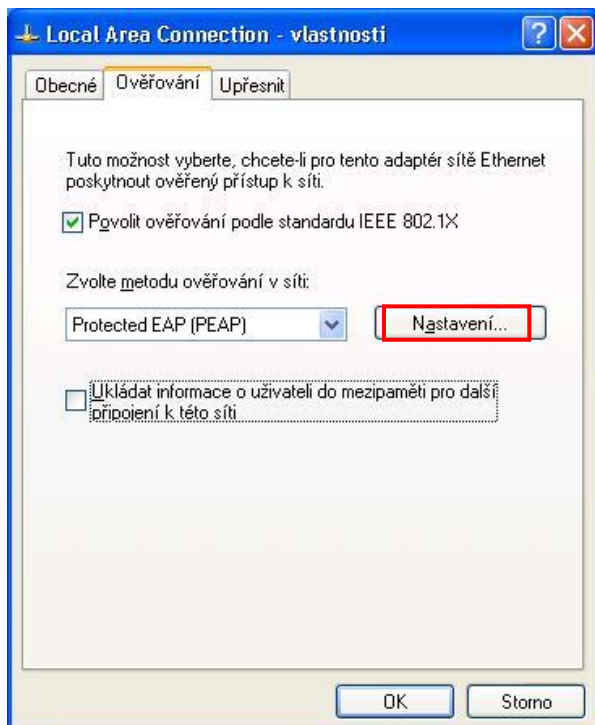 Local Area Connection - vlastnosti
Obecné Ověřování Upřesnit
Tuto možnost vyberte, chcete-li pro tento adaptér sítě Ethernet
poskytnout ověřený přístup k síti.
Povolit ověřování podle standardu IEEE 802.1X
Zvolte metodu ověřování v síti:
Protected EAP (PEAP) Nastavení...
Ukládat informace o uživateli do mezipaměti pro další
připojení k této síti
OK Storno